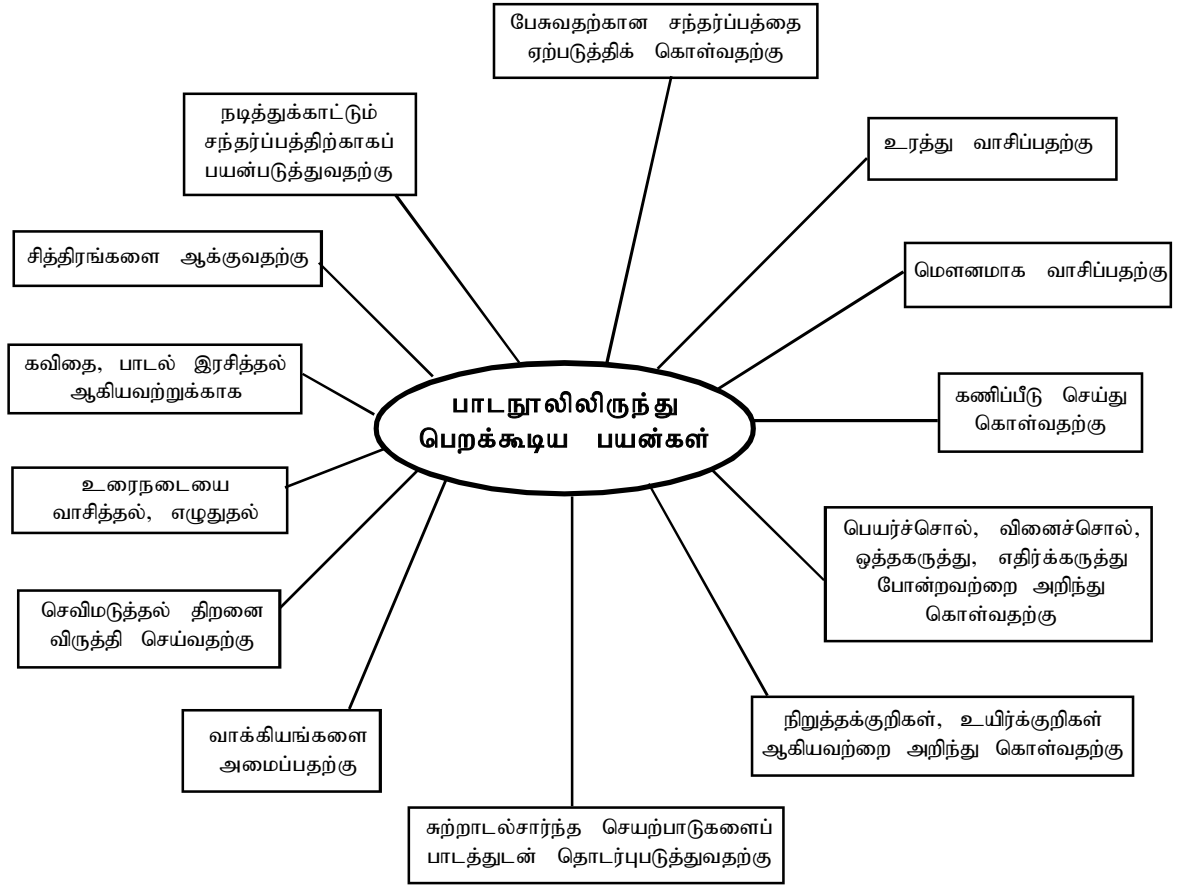 பேசுவதற்கான சந்தர்ப்பத்தை
ஏற்படுத்திக் கொள்வதற்கு
நடித்துக்காட்டும்
சந்தர்ப்பத்திற்காகப்
பயன்படுத்துவதற்கு
உரத்து வாசிப்பதற்கு
சித்திரங்களை ஆக்குவதற்கு
மௌனமாக வாசிப்பதற்கு
கவிதை, பாடல் இரசித்தல்
ஆகியவற்றுக்காக
பாடநூலிலிருந்து
பெறக்கூடிய பயன்கள்
கணிப்பீடு செய்து
கொள்வதற்கு
உரைநடையை
வாசித்தல், எழுதுதல்
பெயர்ச்சொல், வினைச்சொல்,
ஒத்தகருத்து, எதிர்க்கருத்து
போன்றவற்றை அறிந்து
கொள்வதற்கு
செவிமடுத்தல் திறனை
விருத்தி செய்வதற்கு
வாக்கியங்களை
அமைப்பதற்கு
நிறுத்தக்குறிகள், உயிர்க்குறிகள்
ஆகியவற்றை அறிந்து கொள்வதற்கு
சுற்றாடல்சார்ந்த செயற்பாடுகளைப்
பாடத்துடன் தொடர்புபடுத்துவதற்கு